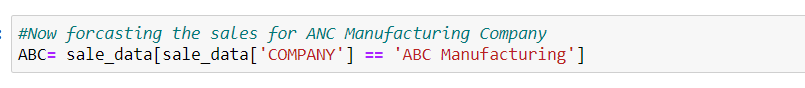 #Now forcasting the sales for ANC Manufacturing Company
ABC= sale_data[sale_data['COMPANY'] == 'ABC Manufacturing']